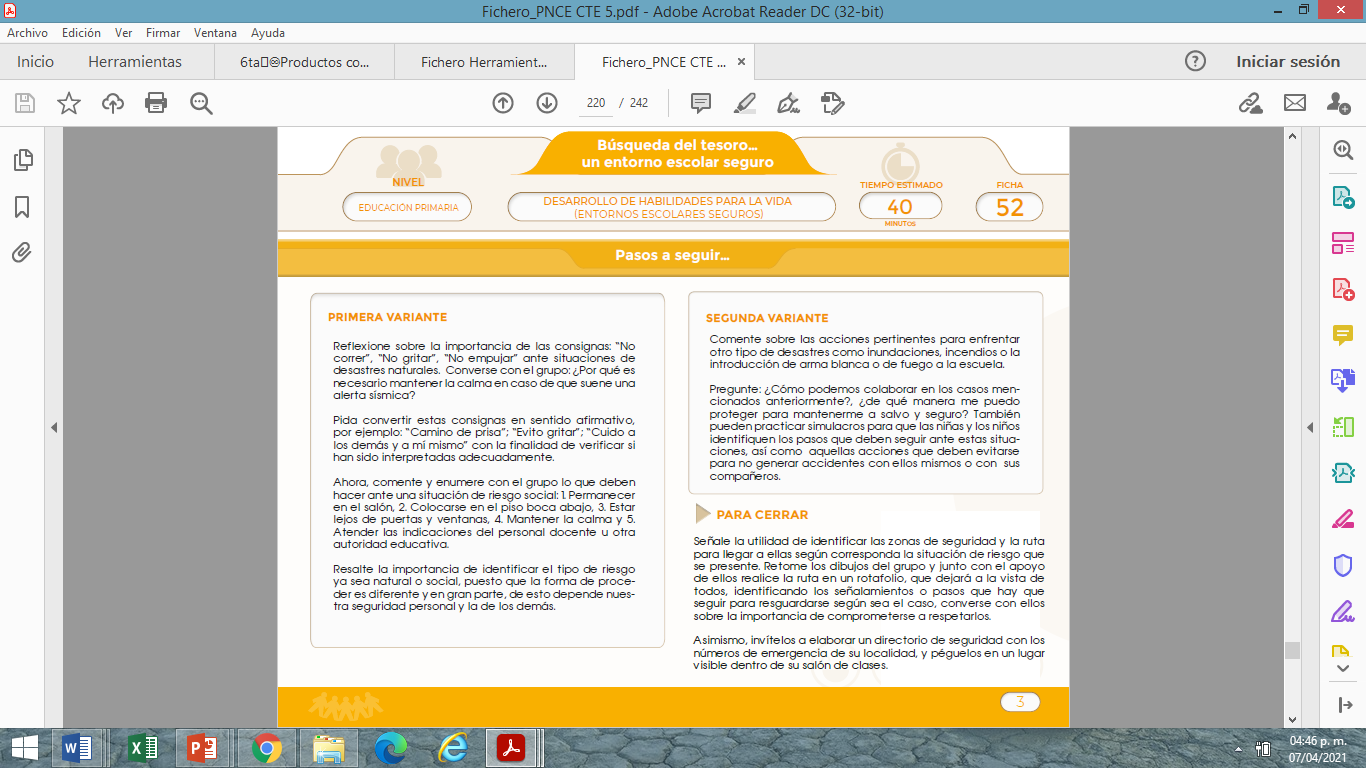 Fichero_PNCE CTE 5.pdf - Adobe Acrobat Reader DC (32-bit)
Archivo Edición Ver Firmar Ventana Ayuda
Inicio Herramientas 6ta▯®Productos co... Fichero Herramient... Fichero_PNCE CTE ... × Iniciar sesión
220 / 242
Búsqueda del tesoro...
un entorno escolar seguro
NIVEL
EDUCACIÓN PRIMARIA
DESARROLLO DE HABILIDADES PARA LA VIDA
(ENTORNOS ESCOLARES SEGUROS)
TIEMPO ESTIMADO
40
MINUTOS
FICHA
52
Pasos a seguir...
PRIMERA VARIANTE
Reflexione sobre la importancia de las consignas: “No
correr”, “No gritar”, “No empujar” ante situaciones de
desastres naturales. Converse con el grupo: ¿Por qué es
necesario mantener la calma en caso de que suene una
alerta sísmica?
Pida convertir estas consignas en sentido afirmativo,
por ejemplo: “Camino de prisa”; “Evito gritar”; “Cuido a
los demás y a mí mismo” con la finalidad de verificar si
han sido interpretadas adecuadamente.
Ahora, comente y enumere con el grupo lo que deben
hacer ante una situación de riesgo social: 1. Permanecer
en el salón, 2. Colocarse en el piso boca abajo, 3. Estar
lejos de puertas y ventanas, 4. Mantener la calma y 5.
Atender las indicaciones del personal docente u otra
autoridad educativa.
Resalte la importancia de identificar el tipo de riesgo
ya sea natural o social, puesto que la forma de proce-
der es diferente y en gran parte, de esto depende nues-
tra seguridad personal y la de los demás.
SEGUNDA VARIANTE
Comente sobre las acciones pertinentes para enfrentar
otro tipo de desastres como inundaciones, incendios o la
introducción de arma blanca o de fuego a la escuela.
Pregunte: ¿Cómo podemos colaborar en los casos men-
cionados anteriormente?, ¿de qué manera me puedo
proteger para mantenerme a salvo y seguro? También
pueden practicar simulacros para que las niñas y los niños
identifiquen los pasos que deben seguir ante estas situa-
ciones, así como aquellas acciones que deben evitarse
para no generar accidentes con ellos mismos o con sus
compañeros.
PARA CERRAR
Señale la utilidad de identificar las zonas de seguridad y la ruta
para llegar a ellas según corresponda la situación de riesgo que
se presente. Retome los dibujos del grupo y junto con el apoyo
de ellos realice la ruta en un rotafolio, que dejará a la vista de
todos, identificando los señalamientos o pasos que hay que
seguir para resguardarse según sea el caso, converse con ellos
sobre la importancia de comprometerse a respetarlos.
Asimismo, invítelos a elaborar un directorio de seguridad con los
números de emergencia de su localidad, y péguelos en un lugar
visible dentro de su salón de clases.
3
04:46 p. m.
07/04/2021